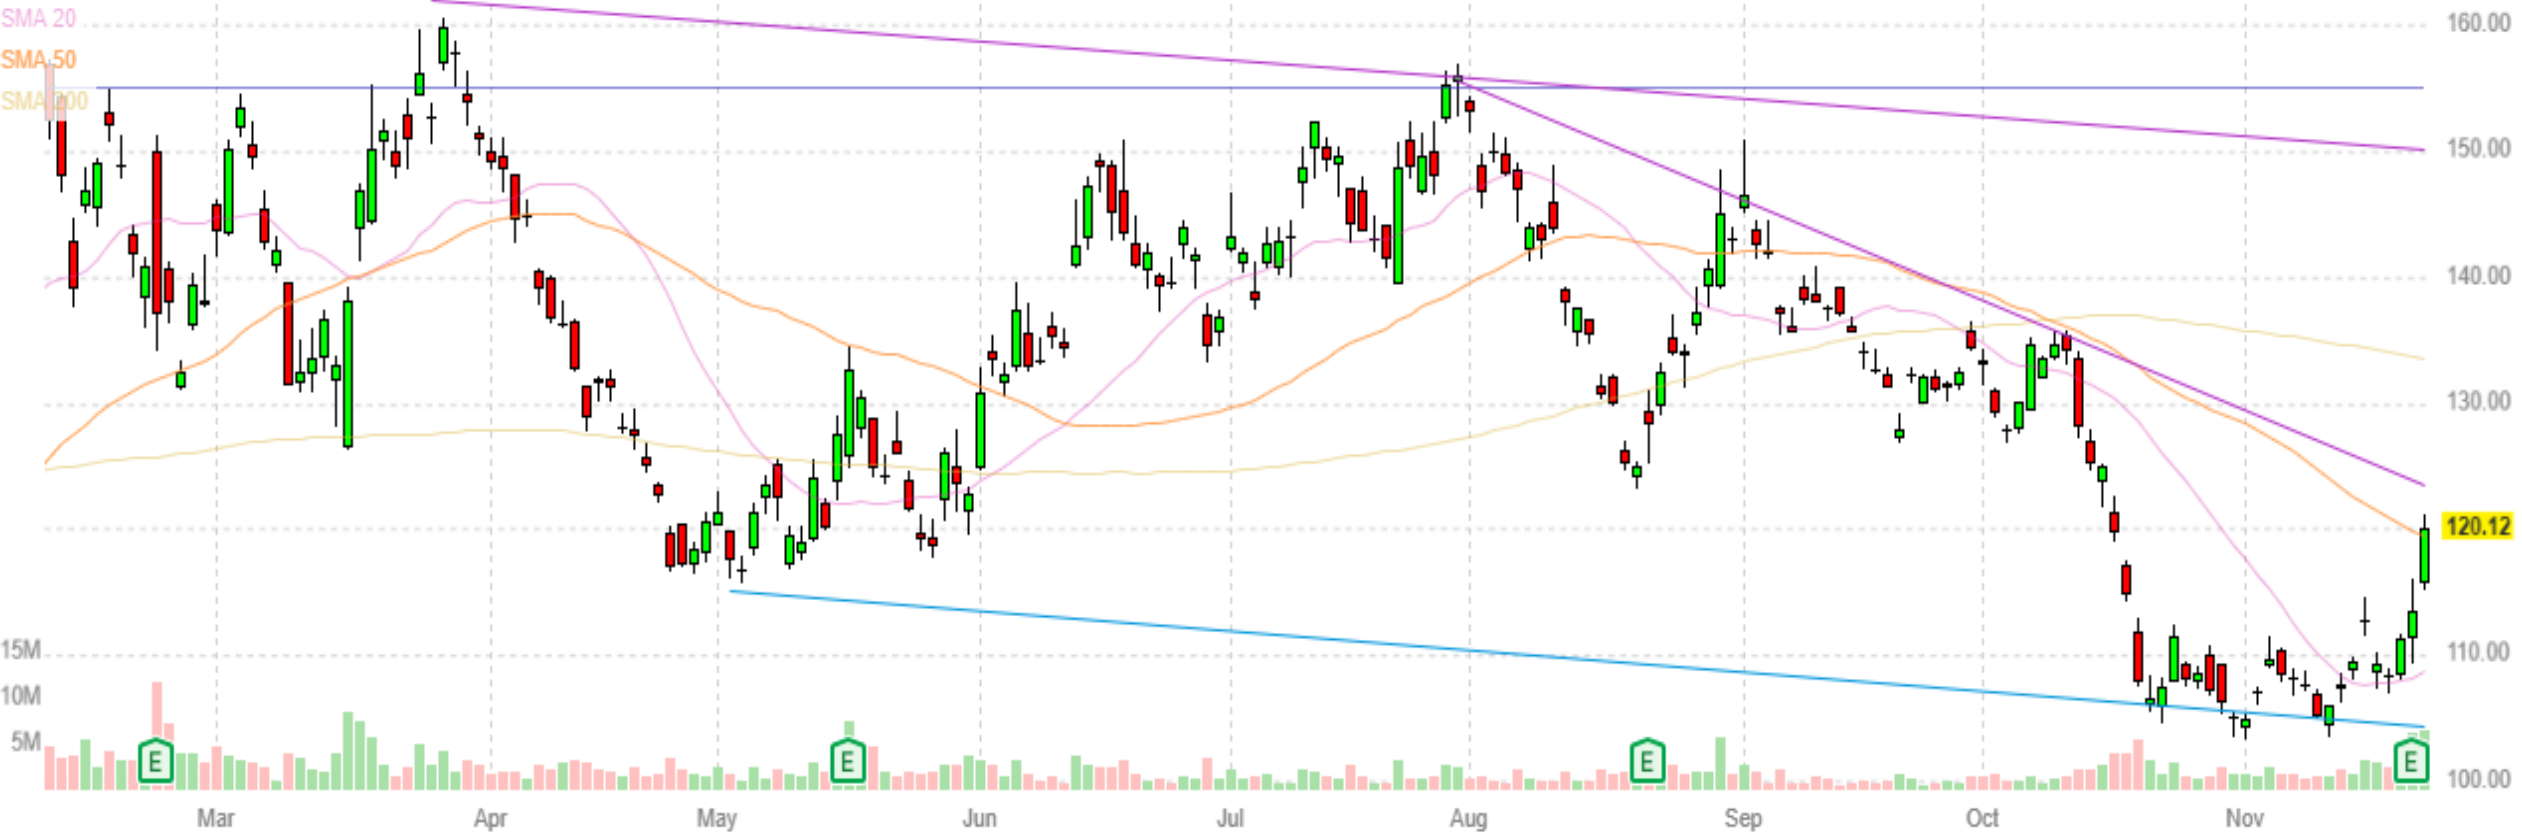 SMA 20
SMA 50
SMA 200
160.00
150.00
140.00
130.00
120.12
110.00
100.00
15M
10M
5M
E E E E
Mar Apr May Jun Jul Aug Sep Oct Nov